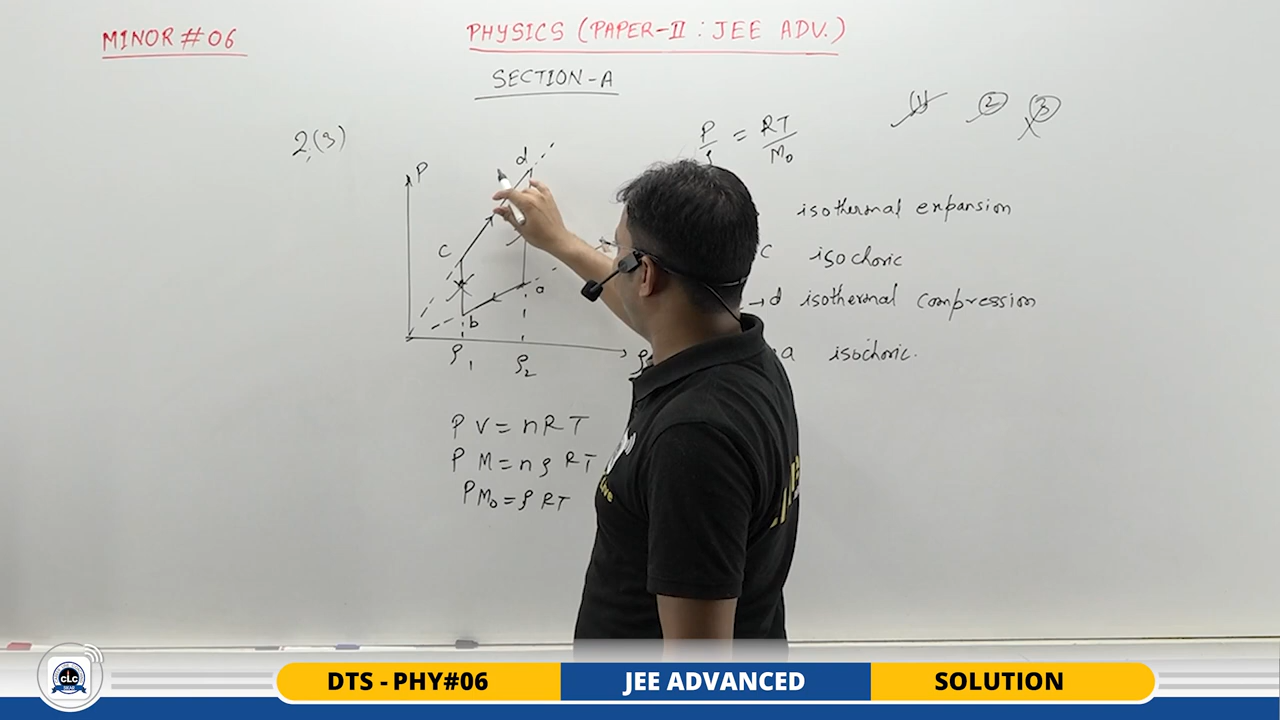 MINOR # 06
PHYSICS (PAPER-II : JEE ADV.)
SECTION-A
(1) (2) (3)
2.(3)
P/ρ = RT/M₀
P
d
c
a
b
ρ₁ ρ₂
isothermal expansion
c isochoric
→d isothermal compression
a isochoric.
PV = nRT
PM = nρRT
PM₀ = ρRT
CLC
DTS - PHY#06
JEE ADVANCED
SOLUTION